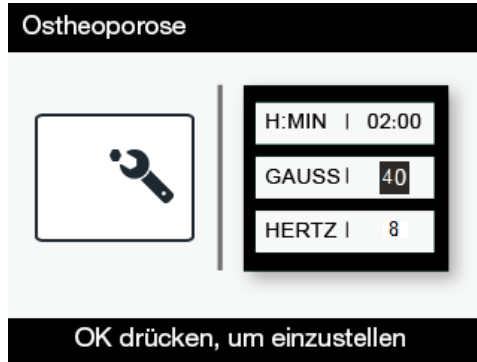 Ostheoporose
H:MIN | 02:00
GAUSS | 40
HERTZ | 8
OK drücken, um einzustellen